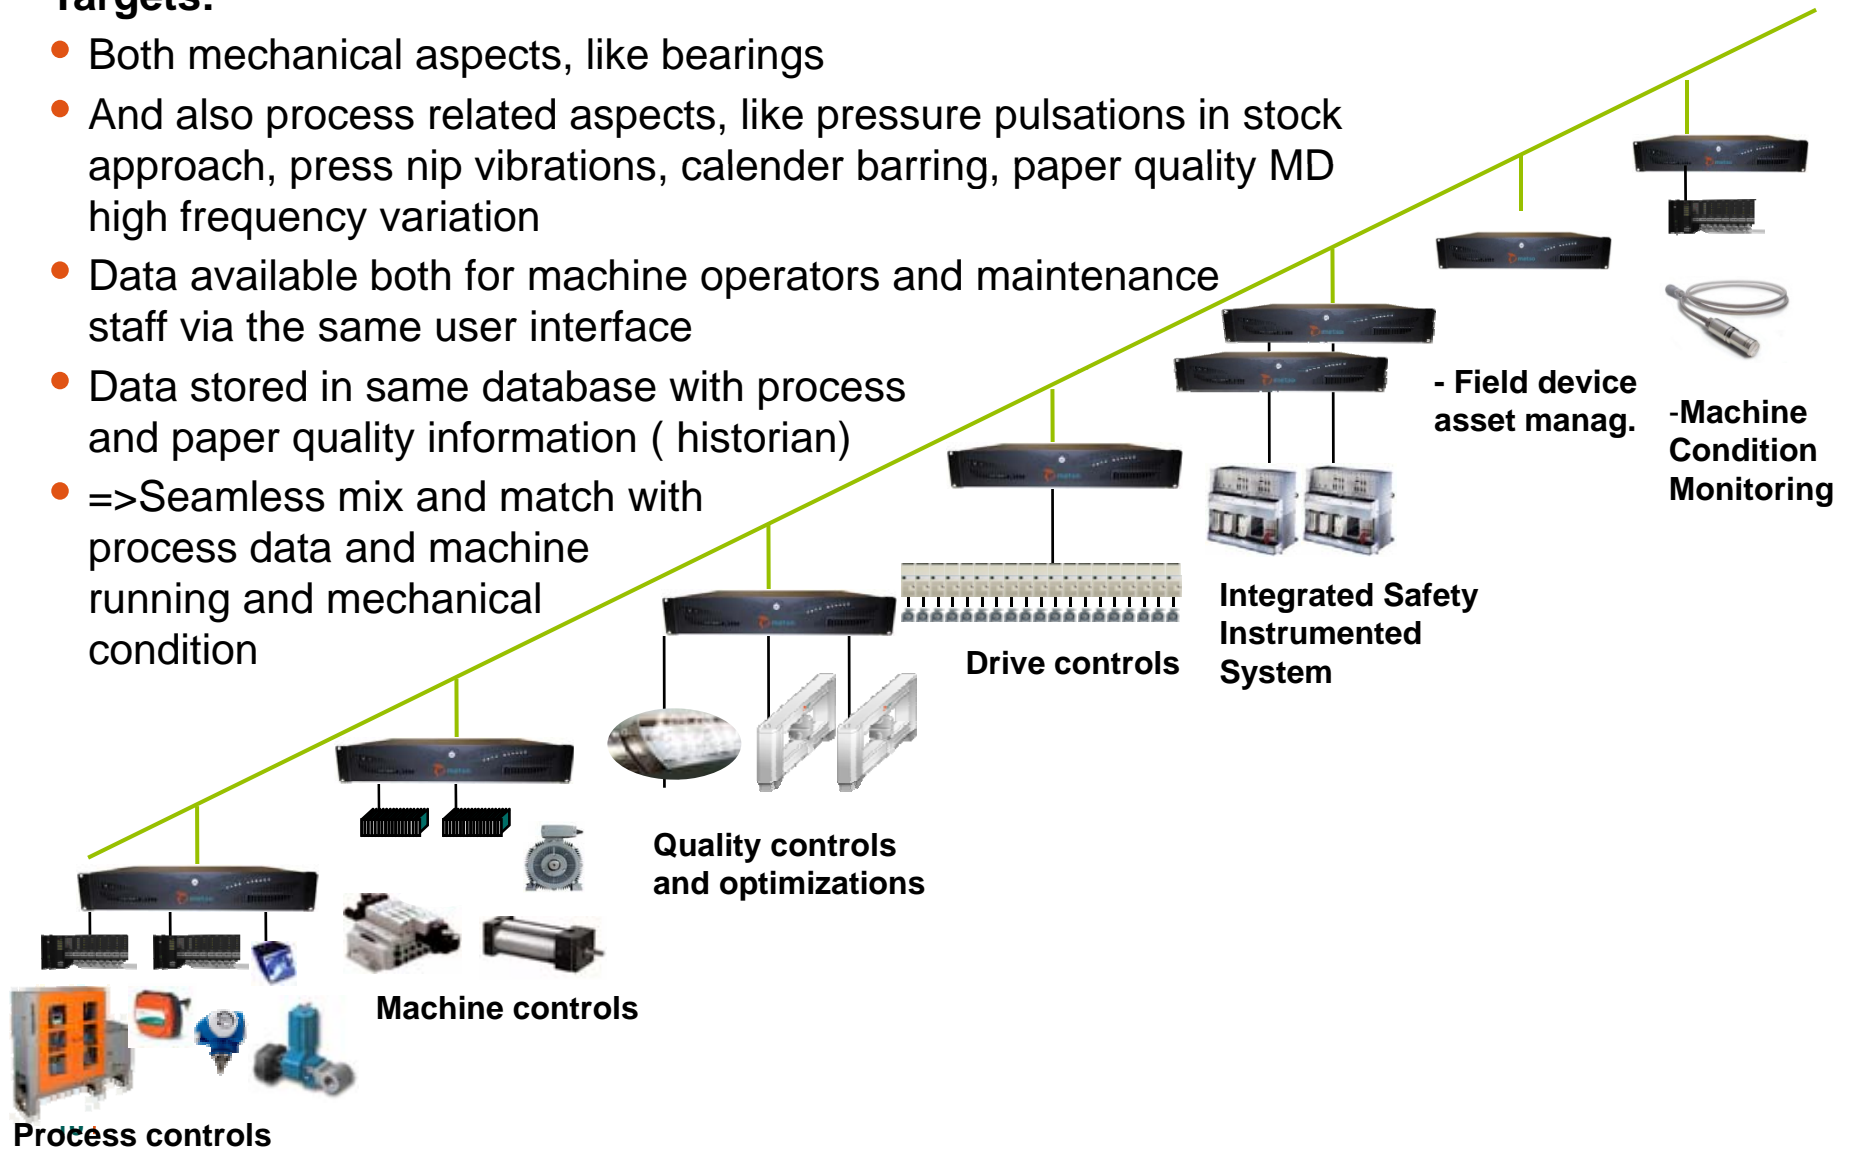 Targets:
Both mechanical aspects, like bearings
And also process related aspects, like pressure pulsations in stock
approach, press nip vibrations, calender barring, paper quality MD
high frequency variation
Data available both for machine operators and maintenance
staff via the same user interface
Data stored in same database with process
and paper quality information ( historian)
=>Seamless mix and match with
process data and machine
running and mechanical
condition
- Field device
asset manag.
-Machine
Condition
Monitoring
Integrated Safety
Instrumented
System
Drive controls
Quality controls
and optimizations
Machine controls
Process controls